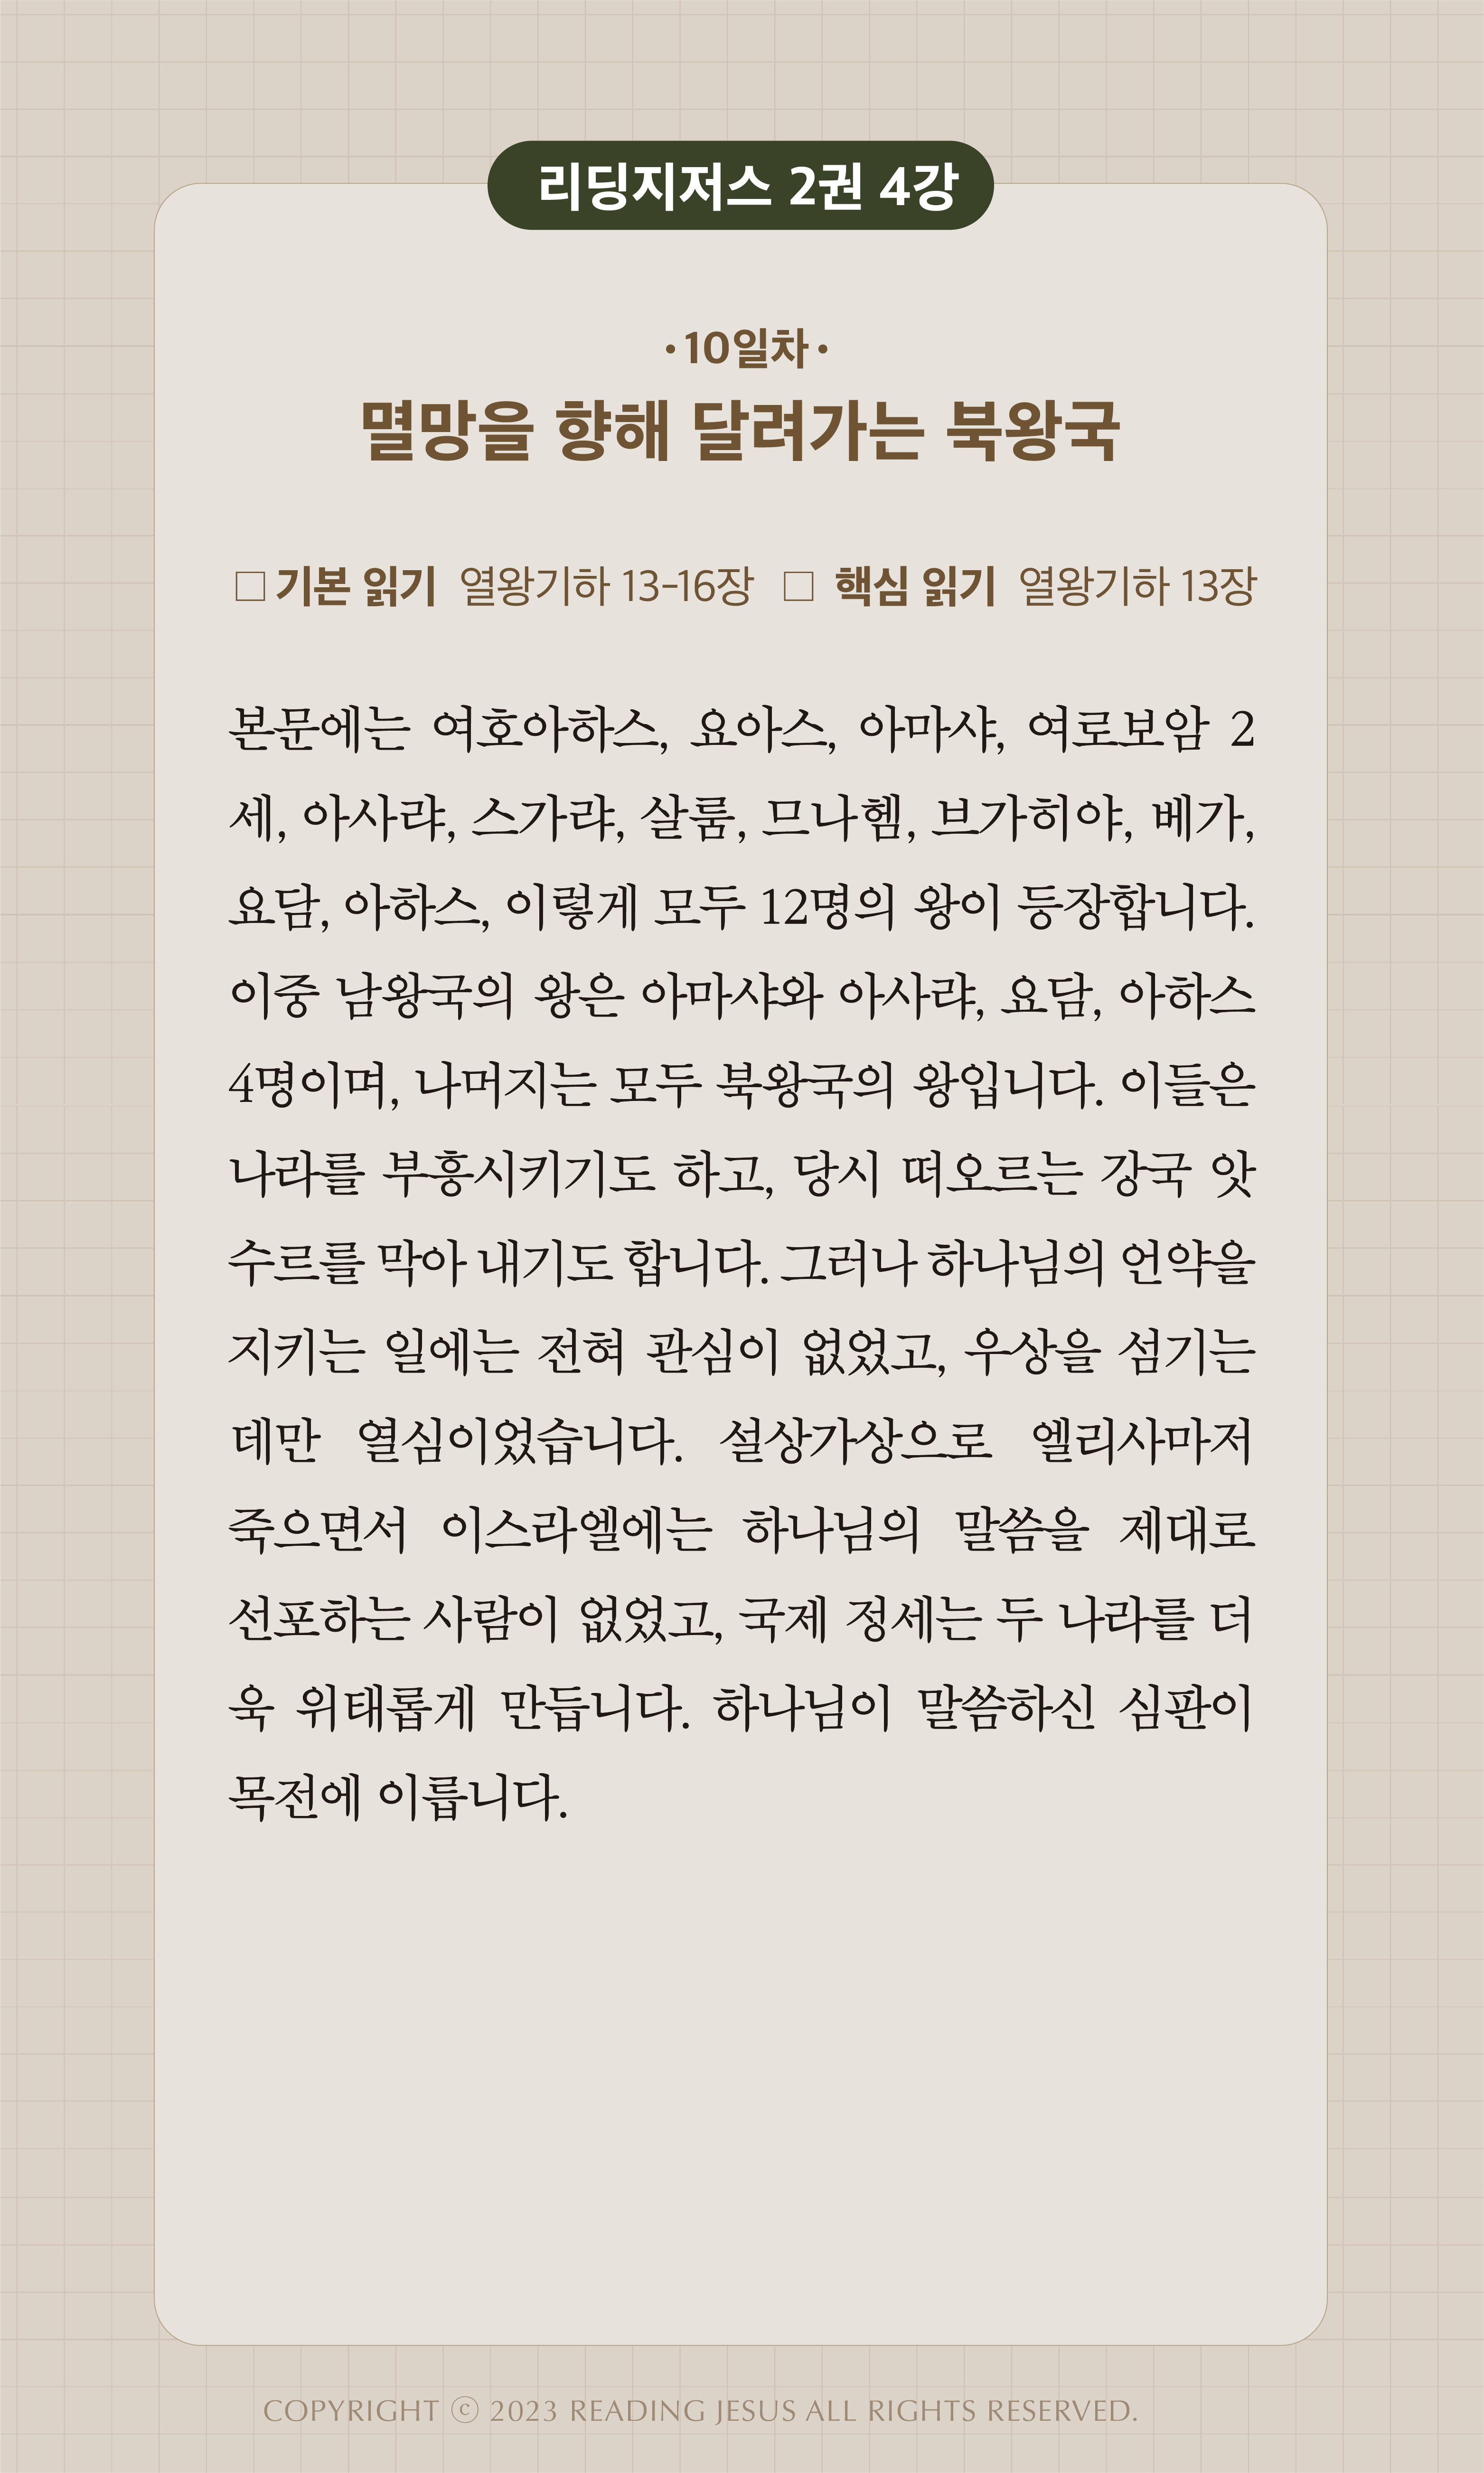 리딩지저스 2권 4강
·10일차·
멸망을 향해 달려가는 북왕국
□ 기본 읽기 열왕기하 13-16장 □ 핵심 읽기 열왕기하 13장
본문에는 여호아하스, 요아스, 아마샤, 여로보암 2
세, 아사랴, 스가랴, 살룸, 므나헴, 브가히야, 베가,
요담, 아하스, 이렇게 모두 12명의 왕이 등장합니다.
이중 남왕국의 왕은 아마샤와 아사랴, 요담, 아하스
4명이며, 나머지는 모두 북왕국의 왕입니다. 이들은
나라를 부흥시키기도 하고, 당시 떠오르는 강국 앗
수르를 막아 내기도 합니다. 그러나 하나님의 언약을
지키는 일에는 전혀 관심이 없었고, 우상을 섬기는
데만 열심이었습니다. 설상가상으로 엘리사마저
죽으면서 이스라엘에는 하나님의 말씀을 제대로
선포하는 사람이 없었고, 국제 정세는 두 나라를 더
욱 위태롭게 만듭니다. 하나님이 말씀하신 심판이
목전에 이릅니다.
COPYRIGHT ⓒ 2023 READING JESUS ALL RIGHTS RESERVED.